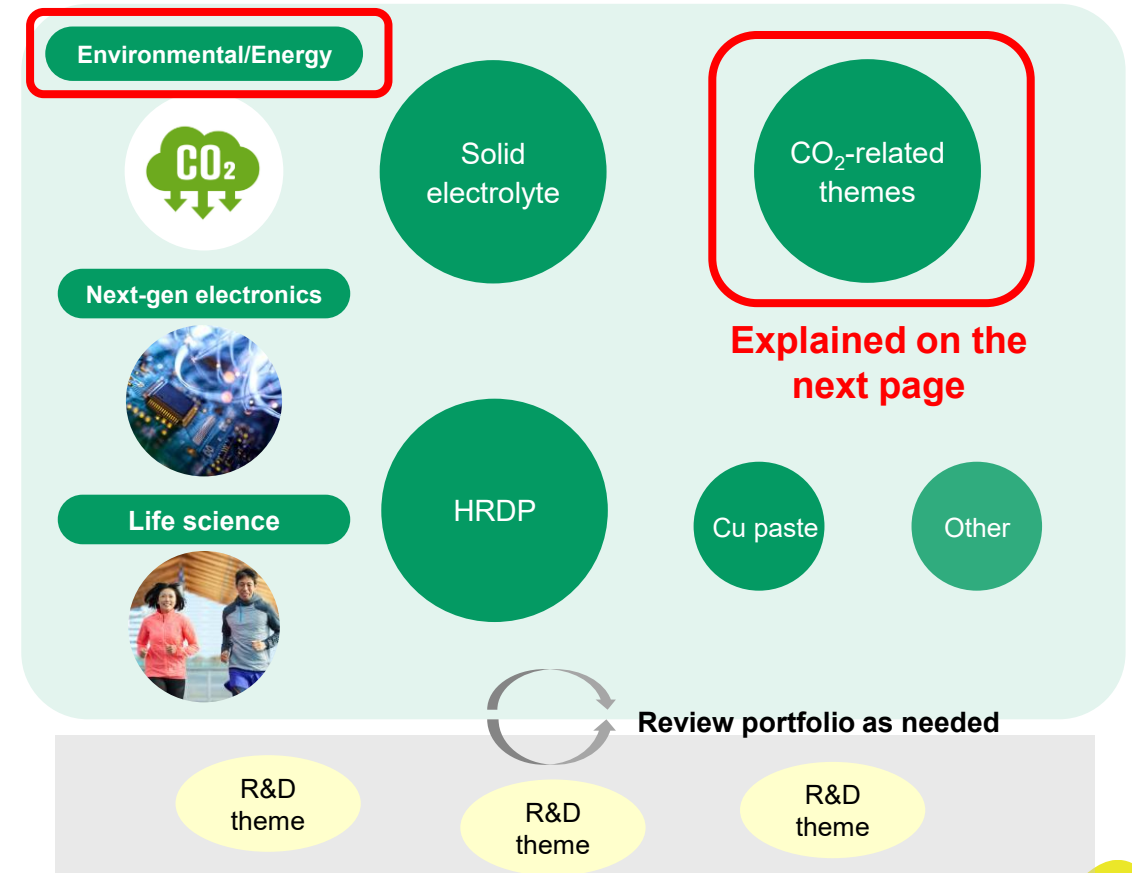 Environmental/Energy
CO₂
Solid
electrolyte
CO₂-related
themes
Next-gen electronics
Explained on the
next page
Life science
HRDP
Cu paste
Other
Review portfolio as needed
R&D
theme
R&D
theme
R&D
theme